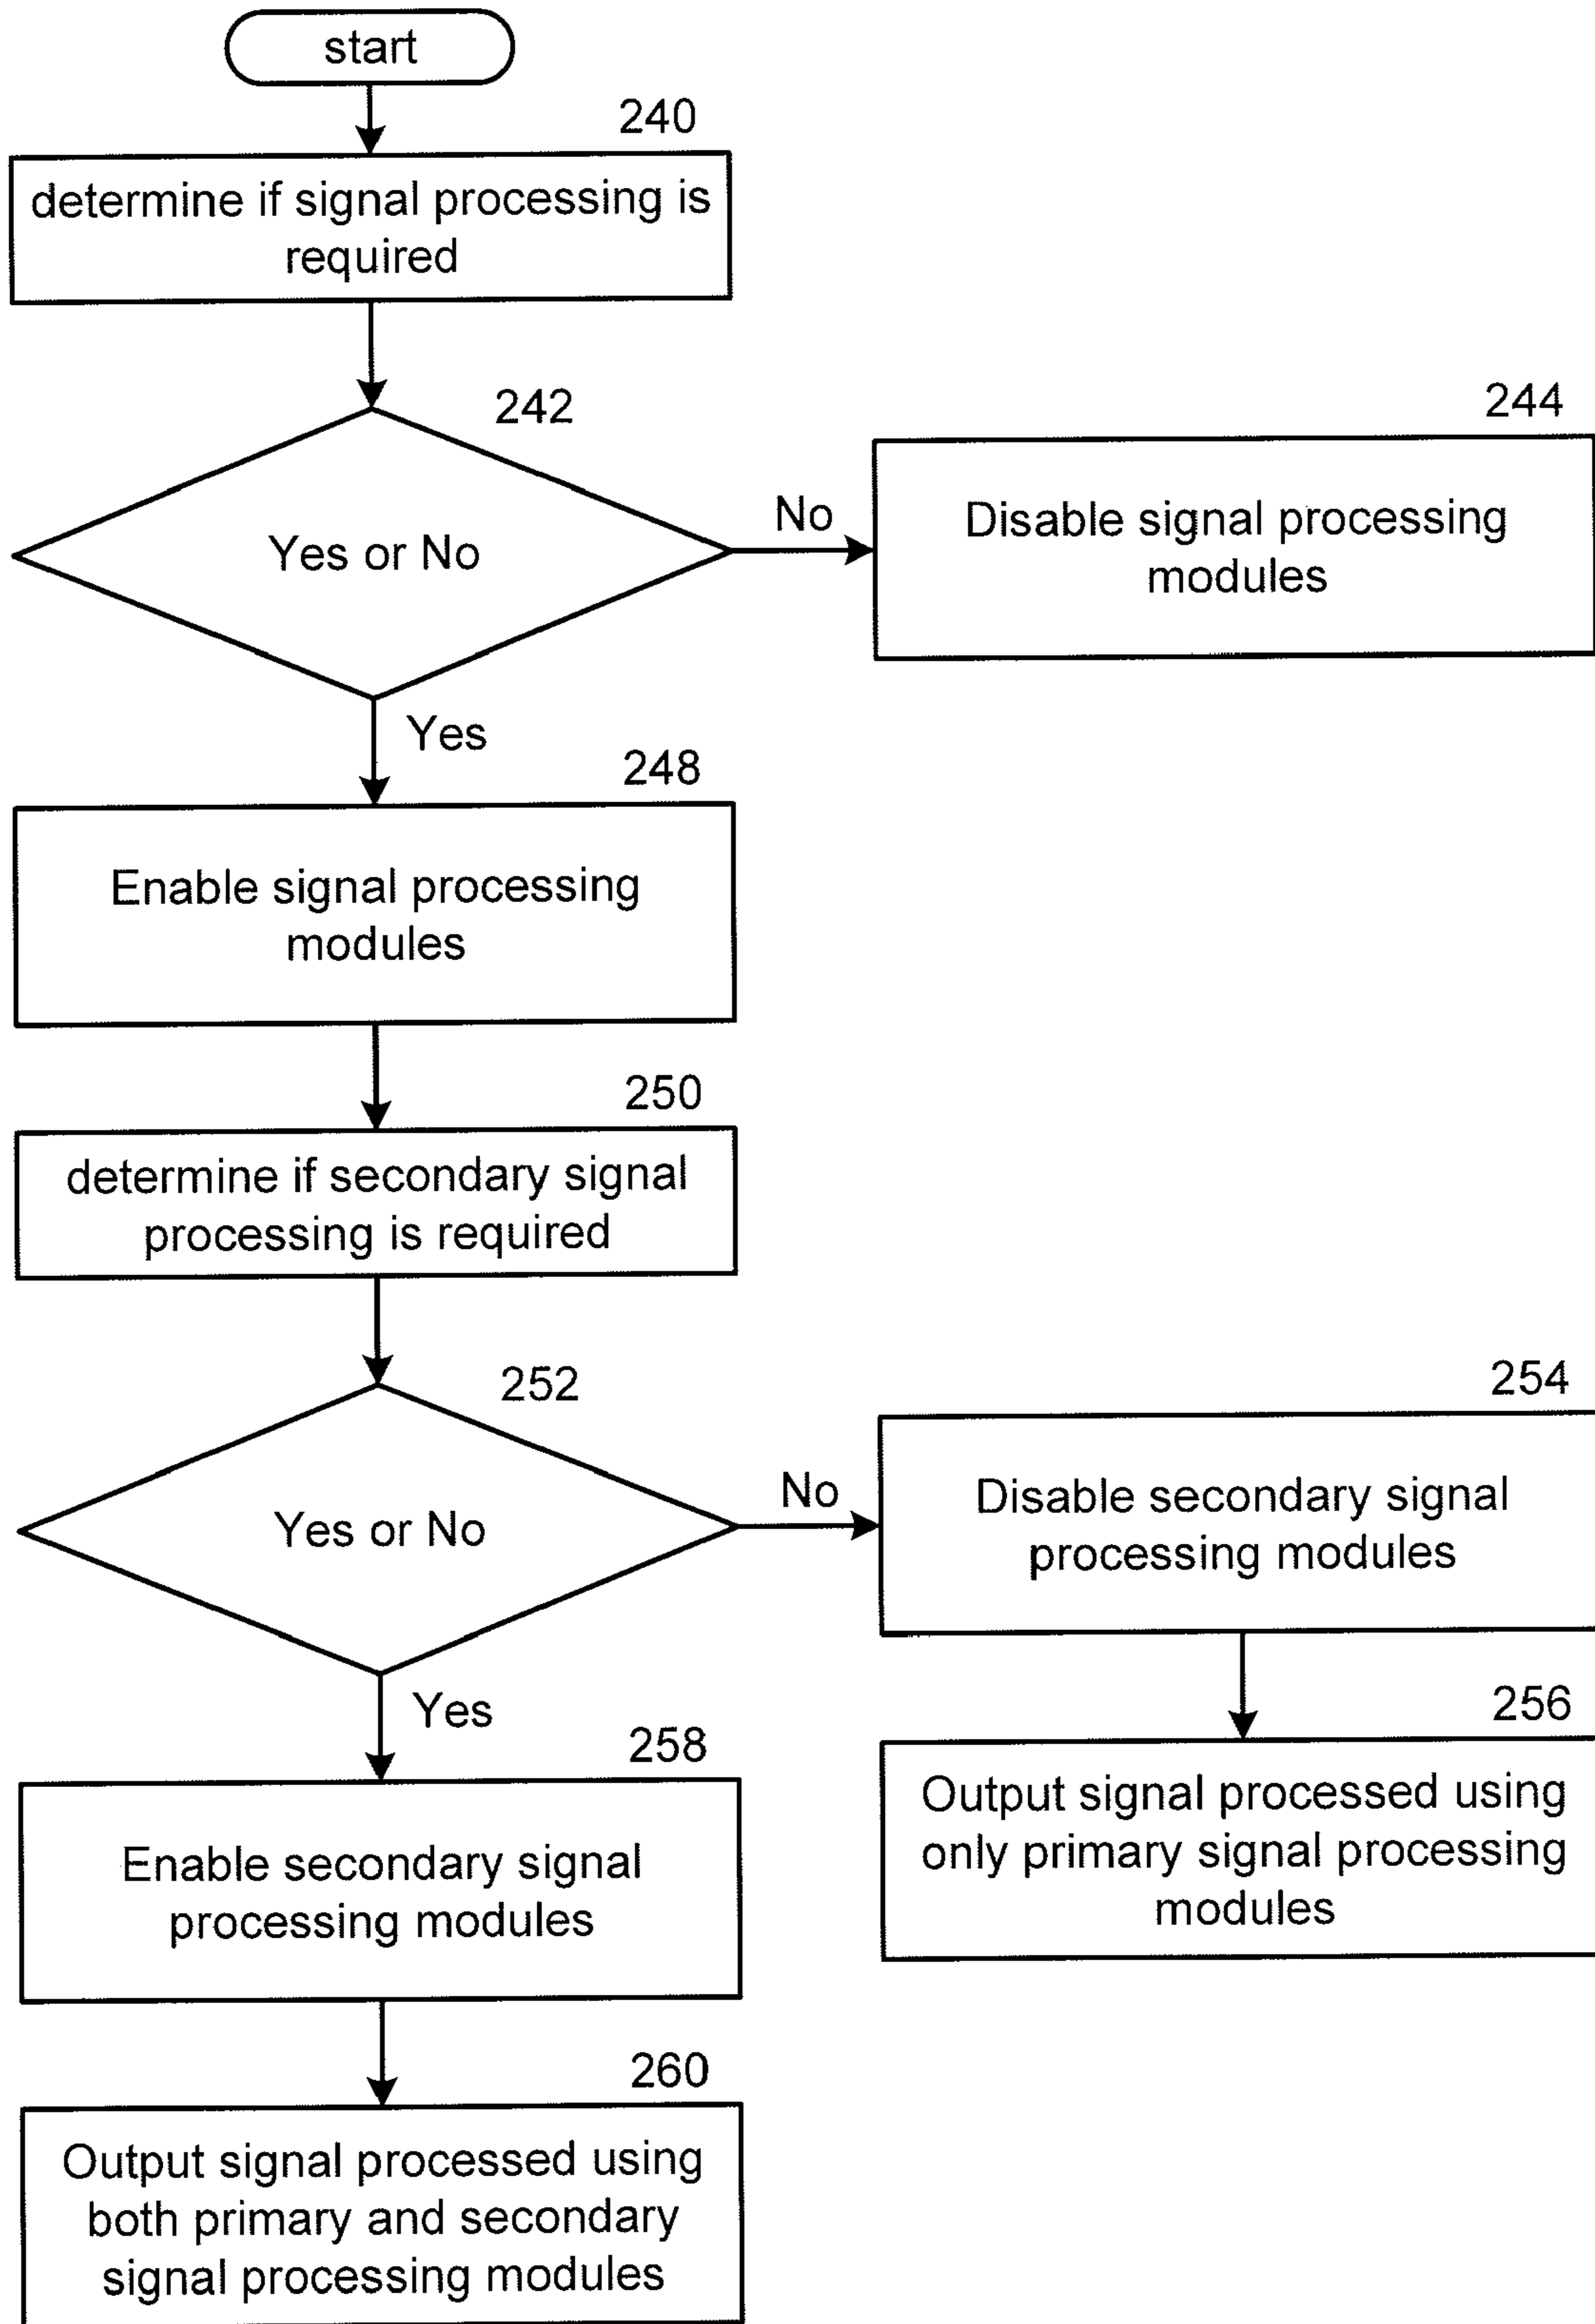 start
240
determine if signal processing is
required
242
Yes or No
No
244
Disable signal processing
modules
Yes
248
Enable signal processing
modules
250
determine if secondary signal
processing is required
252
Yes or No
No
254
Disable secondary signal
processing modules
Yes
256
Output signal processed using
only primary signal processing
modules
258
Enable secondary signal
processing modules
260
Output signal processed using
both primary and secondary
signal processing modules